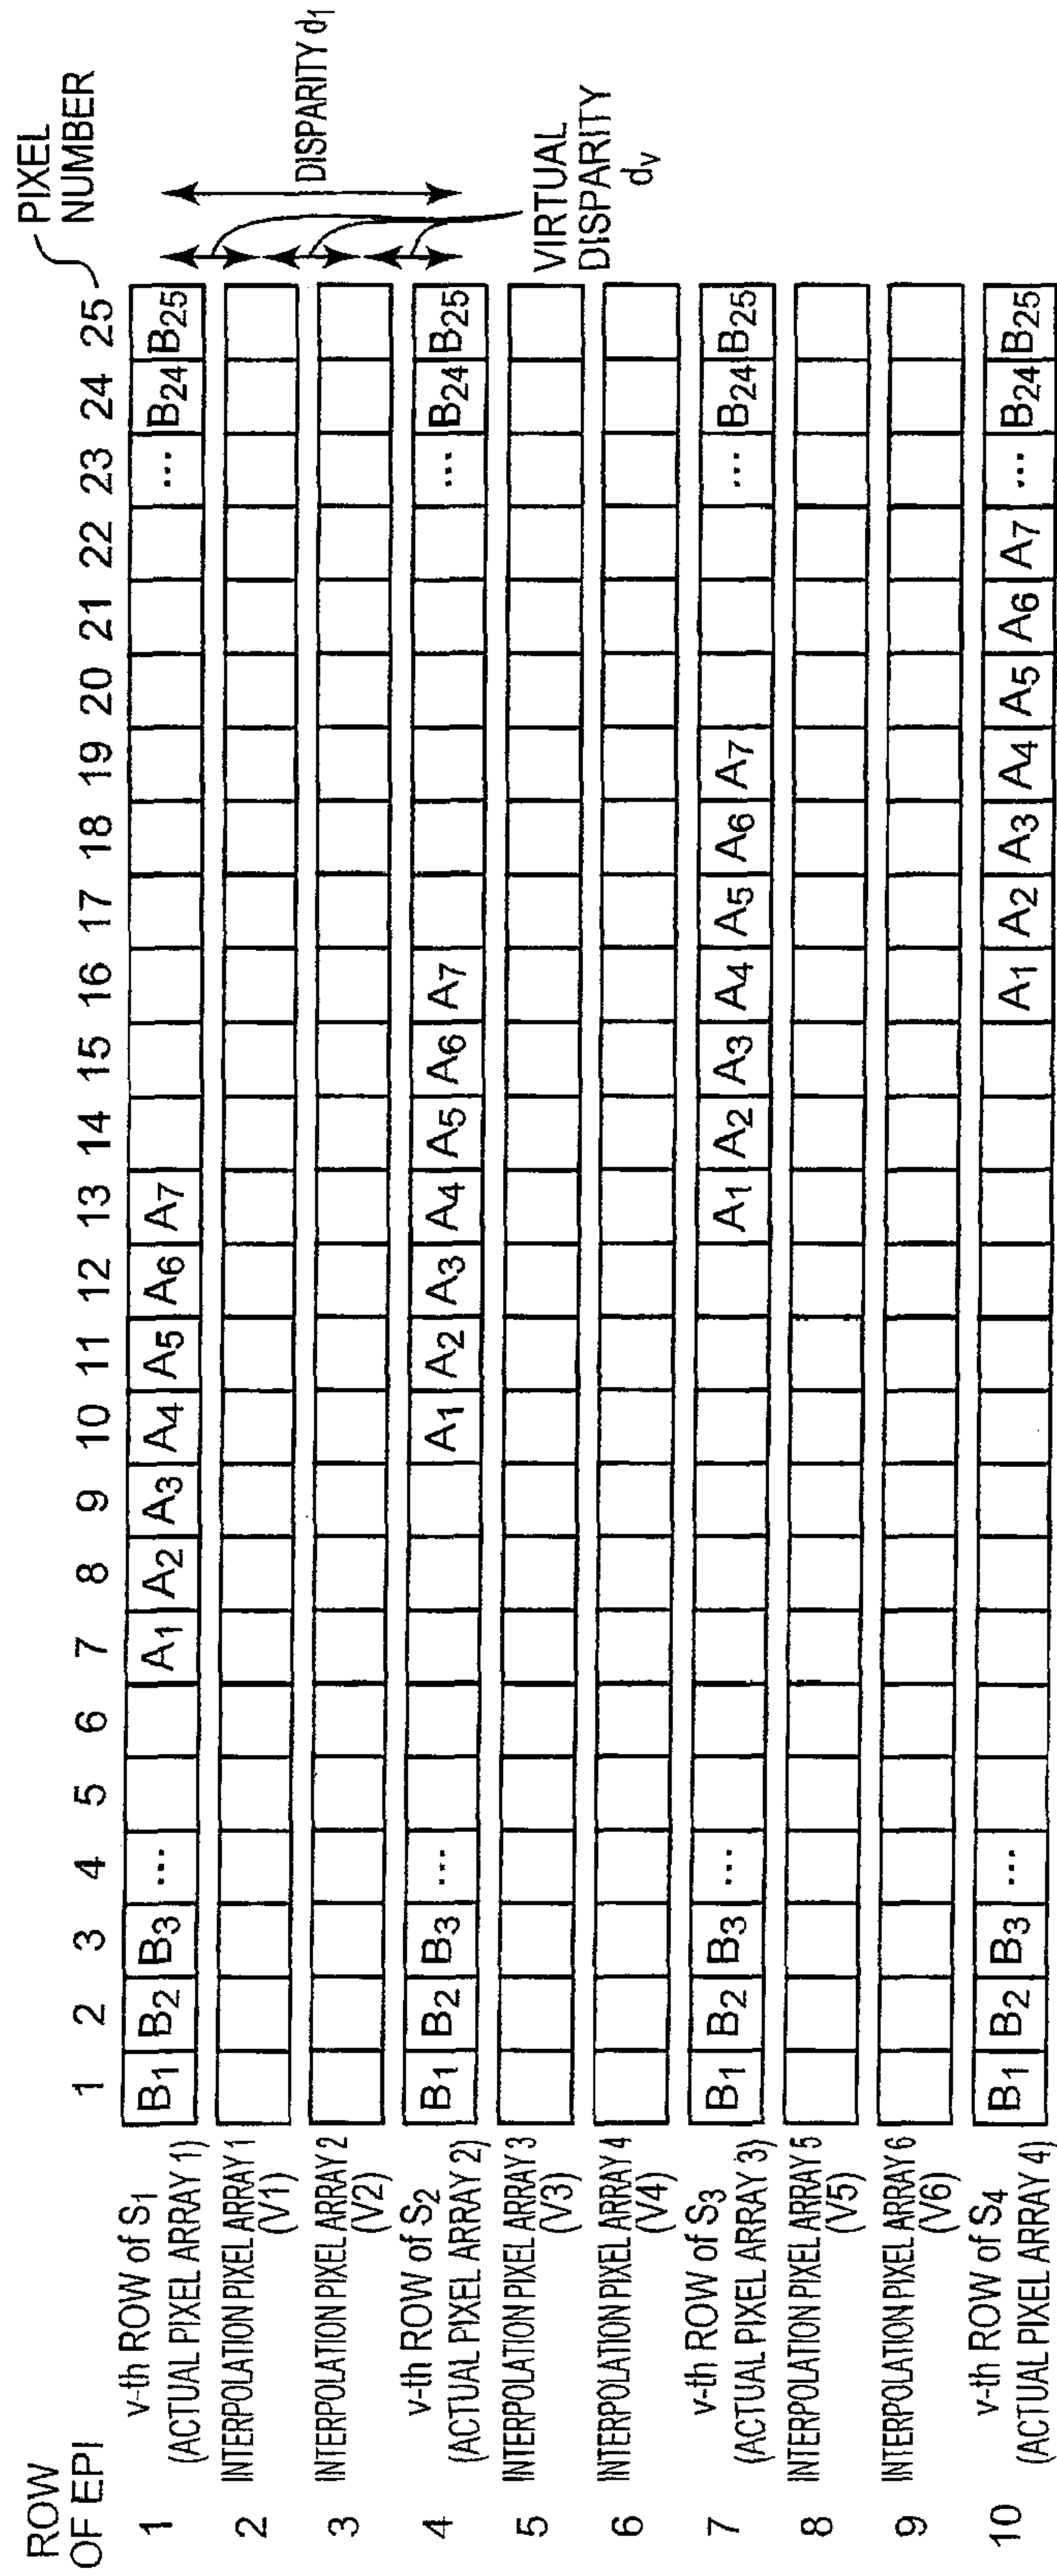 PIXEL
NUMBER
ROW
OF EPI
1 2 3 4 5 6 7 8 9 10 11 12 13 14 15 16 17 18 19 20 21 22 23 24 25
1
v-th ROW of S1
(ACTUAL PIXEL ARRAY 1)
B1 B2 B3 ... A1 A2 A3 A4 A5 A6 A7 ... B24 B25
2
INTERPOLATION PIXEL ARRAY 1
(V1)
3
INTERPOLATION PIXEL ARRAY 2
(V2)
4
v-th ROW of S2
(ACTUAL PIXEL ARRAY 2)
B1 B2 B3 ... A1 A2 A3 A4 A5 A6 A7 ... B24 B25
5
INTERPOLATION PIXEL ARRAY 3
(V3)
6
INTERPOLATION PIXEL ARRAY 4
(V4)
7
v-th ROW of S3
(ACTUAL PIXEL ARRAY 3)
B1 B2 B3 ... A1 A2 A3 A4 A5 A6 A7 ... B24 B25
8
INTERPOLATION PIXEL ARRAY 5
(V5)
9
INTERPOLATION PIXEL ARRAY 6
(V6)
10
v-th ROW of S4
(ACTUAL PIXEL ARRAY 4)
B1 B2 B3 ... A1 A2 A3 A4 A5 A6 A7 ... B24 B25
DISPARITY d1
VIRTUAL
DISPARITY
dv